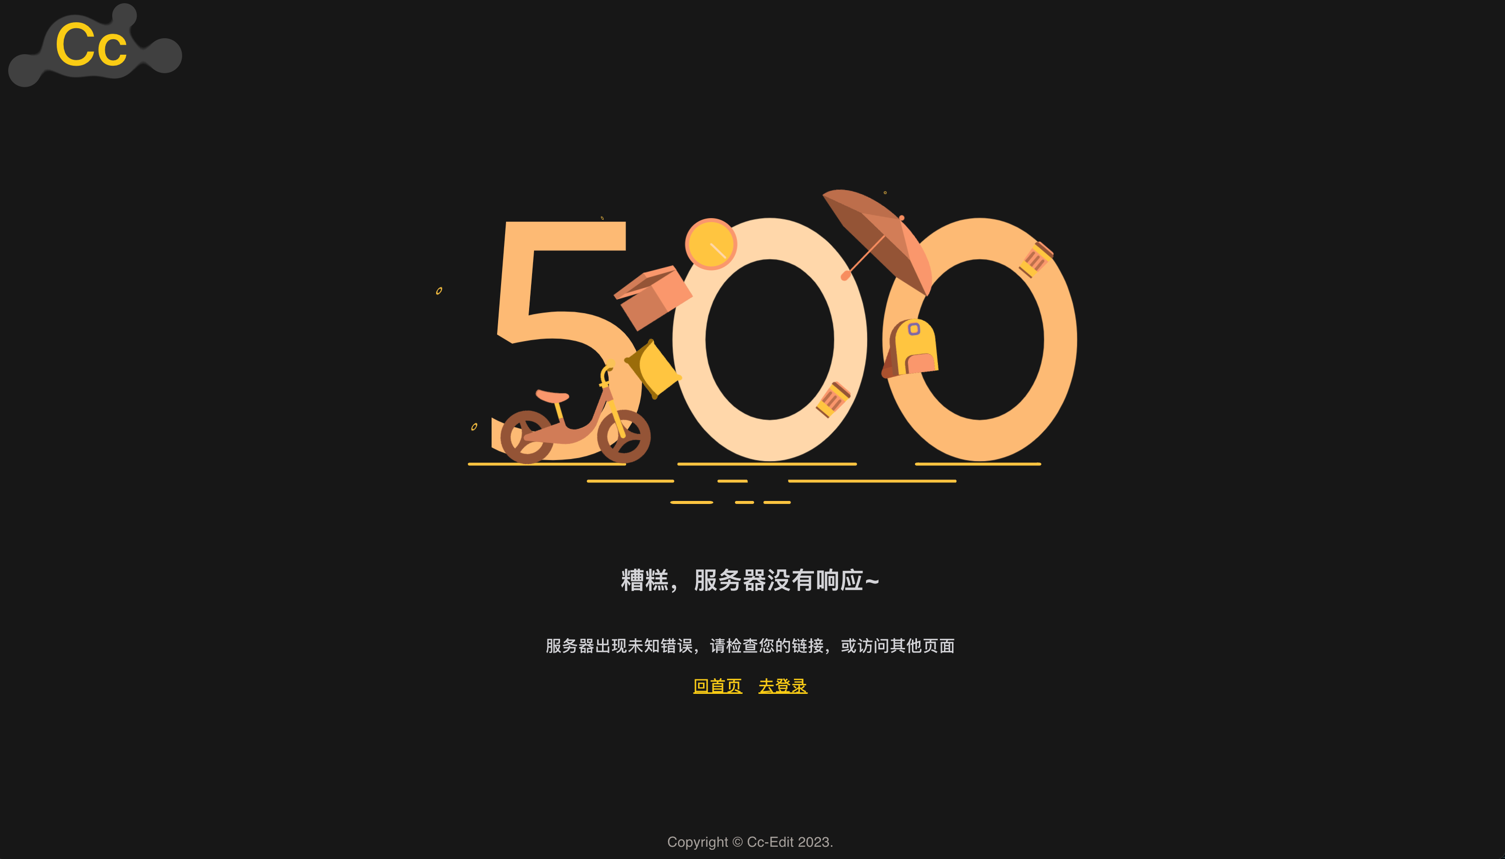 Cc
500
糟糕，服务器没有响应~
服务器出现未知错误，请检查您的链接，或访问其他页面
回首页 去登录
Copyright © Cc-Edit 2023.